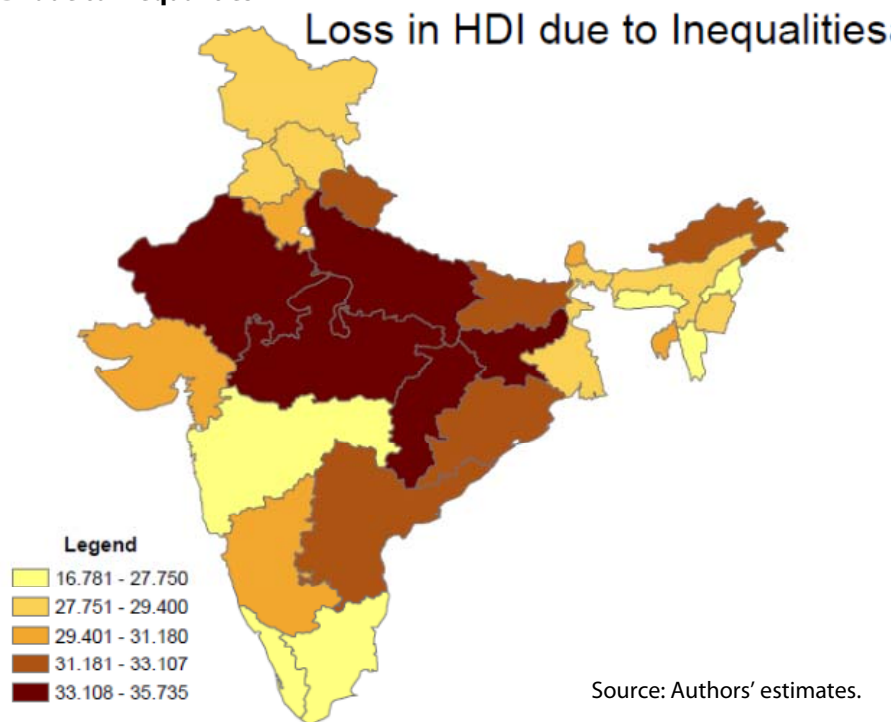 Loss in HDI due to Inequalities
Legend
16.781 - 27.750
27.751 - 29.400
29.401 - 31.180
31.181 - 33.107
33.108 - 35.735
Source: Authors' estimates.